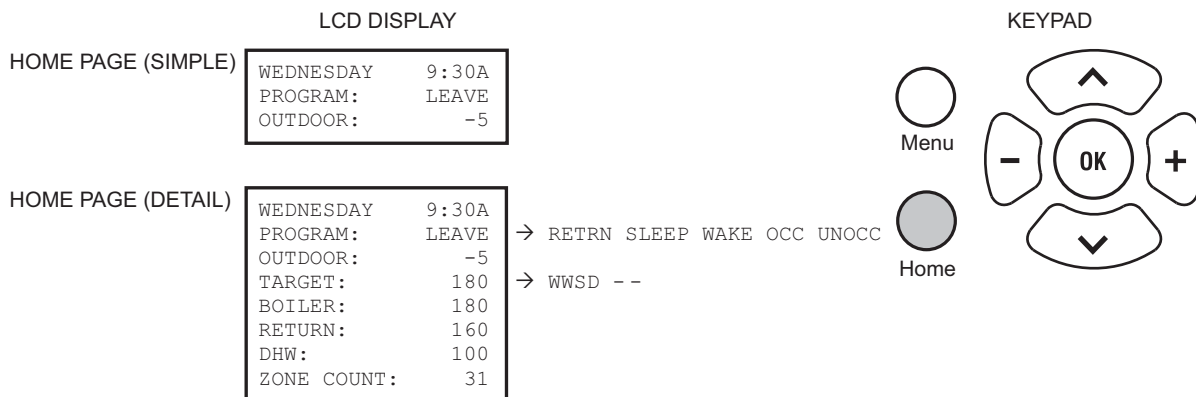 LCD DISPLAY
KEYPAD
HOME PAGE (SIMPLE)
WEDNESDAY 9:30A
PROGRAM: LEAVE
OUTDOOR: -5
Menu
OK
HOME PAGE (DETAIL)
WEDNESDAY 9:30A
PROGRAM: LEAVE → RETRN SLEEP WAKE OCC UNOCC
OUTDOOR: -5
TARGET: 180 → WWSD --
BOILER: 180
RETURN: 160
DHW: 100
ZONE COUNT: 31
Home